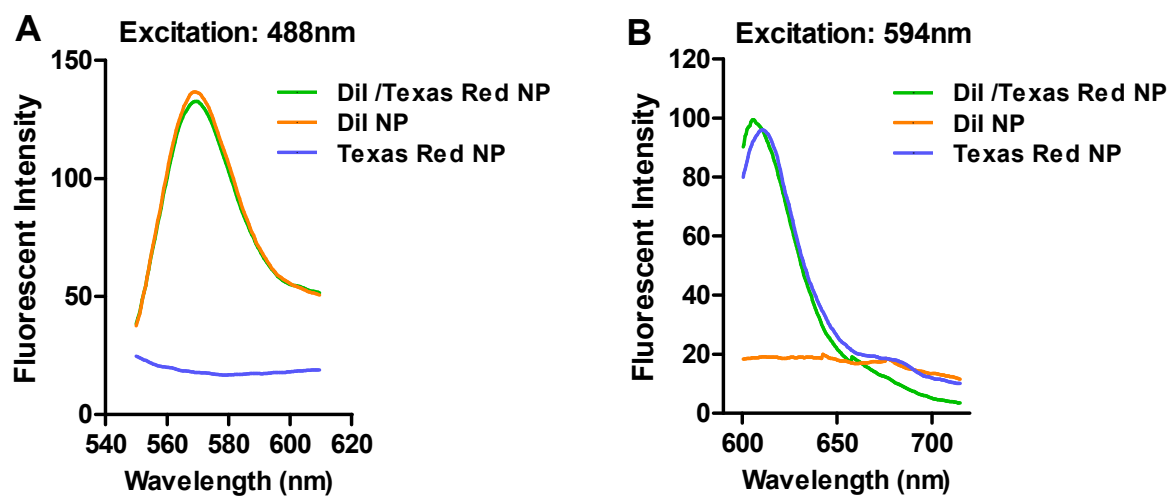 A
Excitation: 488nm
Fluorescent Intensity
150
100
50
0
540 560 580 600 620
Wavelength (nm)
DiI /Texas Red NP
DiI NP
Texas Red NP
B
Excitation: 594nm
Fluorescent Intensity
120
100
80
60
40
20
0
600 650 700
Wavelength (nm)
DiI /Texas Red NP
DiI NP
Texas Red NP